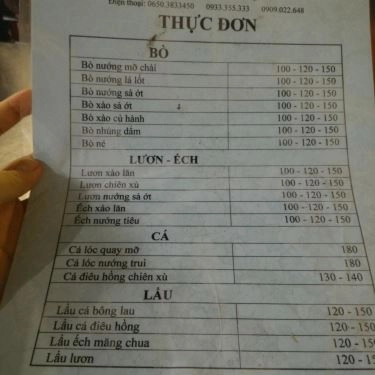 Điện thoại: 0650.3833450 0933.355.333 0909.022.648
THỰC ĐƠN
BÒ
Bò nướng mỡ chài 100 - 120 - 150
Bò nướng lá lốt 100 - 120 - 150
Bò nướng sả ớt 100 - 120 - 150
Bò xào sả ớt 100 - 120 - 150
Bò xào củ hành 100 - 120 - 150
Bò nhúng dấm 100 - 120 - 150
Bò né 100 - 120 - 150
LƯƠN - ẾCH
Lươn xào lăn 100 - 120 - 150
Lươn chiên xù 100 - 120 - 150
Lươn nướng sả ớt 100 - 120 - 150
Ếch xào lăn 100 - 120 - 150
Ếch nướng tiêu 100 - 120 - 150
CÁ
Cá lóc quay mỡ 180
Cá lóc nướng trui 180
Cá điêu hồng chiên xù 130 - 140
LẨU
Lẩu cá bông lau 120 - 150
Lẩu cá điêu hồng 120 - 150
Lẩu ếch măng chua 120 - 150
Lẩu lươn 120 - 150